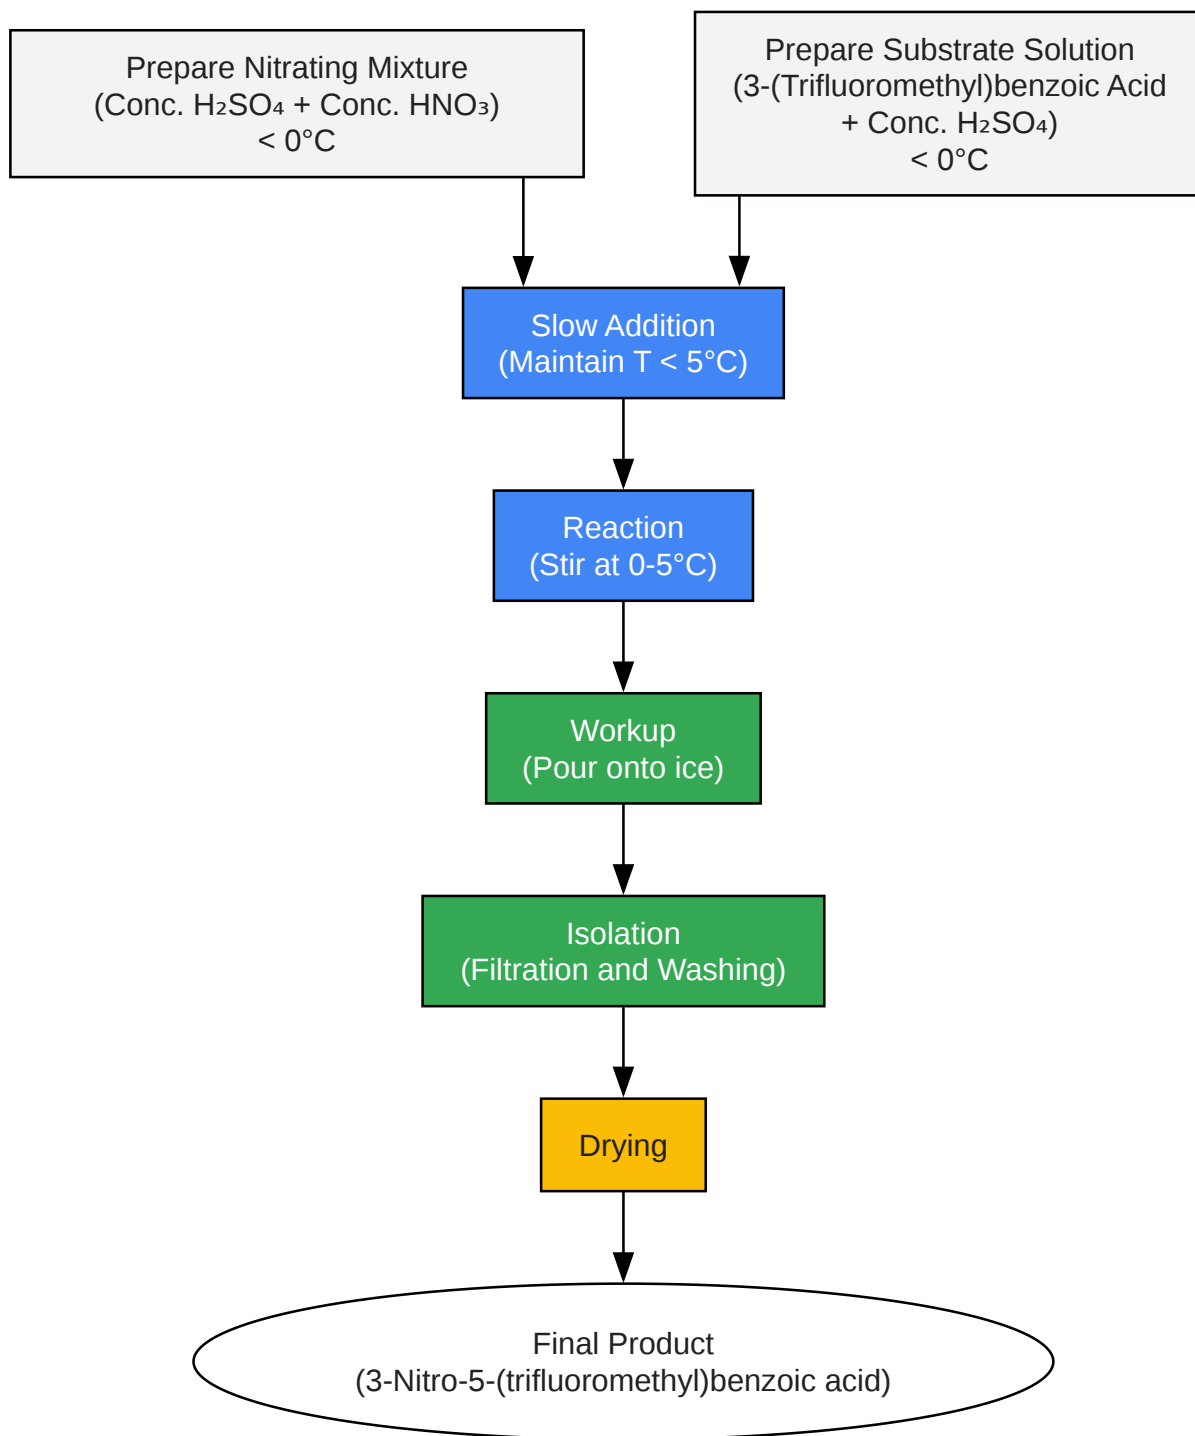 Prepare Nitrating Mixture
(Conc. H₂SO₄ + Conc. HNO₃)
< 0°C
Prepare Substrate Solution
(3-(Trifluoromethyl)benzoic Acid
+ Conc. H₂SO₄)
< 0°C
Slow Addition
(Maintain T < 5°C)
Reaction
(Stir at 0-5°C)
Workup
(Pour onto ice)
Isolation
(Filtration and Washing)
Drying
Final Product
(3-Nitro-5-(trifluoromethyl)benzoic acid)